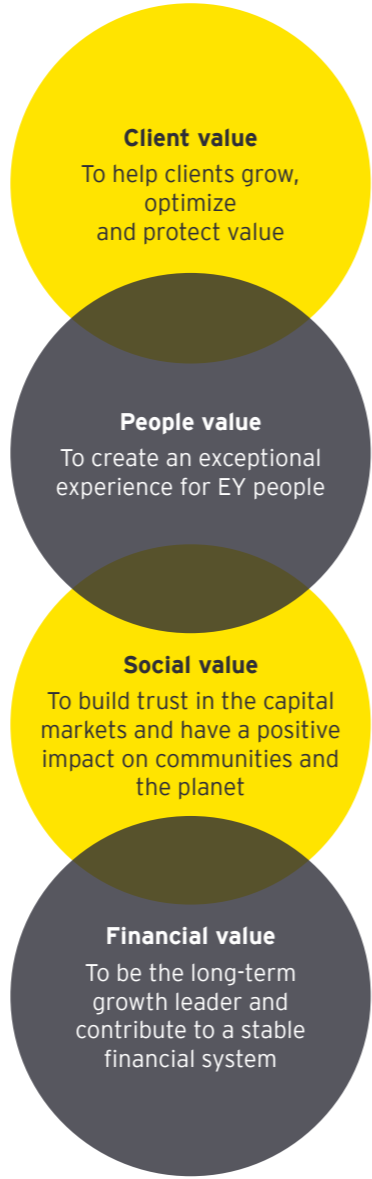 Client value
To help clients grow,
optimize
and protect value
People value
To create an exceptional
experience for EY people
Social value
To build trust in the capital
markets and have a positive
impact on communities and
the planet
Financial value
To be the long-term
growth leader and
contribute to a stable
financial system